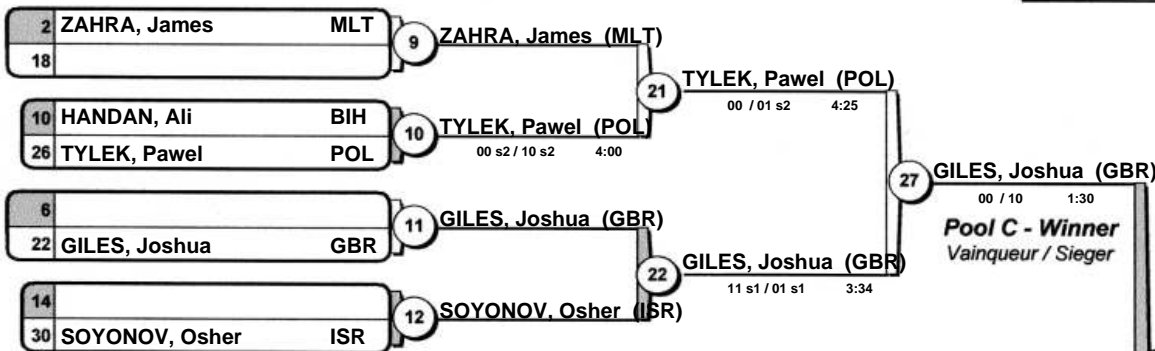 2 ZAHRA, James MLT
18
9
ZAHRA, James (MLT)
21
TYLEK, Pawel (POL)
00 / 01 s2 4:25
10 HANDAN, Ali BIH
26 TYLEK, Pawel POL
10
TYLEK, Pawel (POL)
00 s2 / 10 s2 4:00
27
GILES, Joshua (GBR)
00 / 10 1:30
Pool C - Winner
Vainqueur / Sieger
6
22 GILES, Joshua GBR
11
GILES, Joshua (GBR)
22
GILES, Joshua (GBR)
11 s1 / 01 s1 3:34
14
30 SOYONOV, Osher ISR
12
SOYONOV, Osher (ISR)